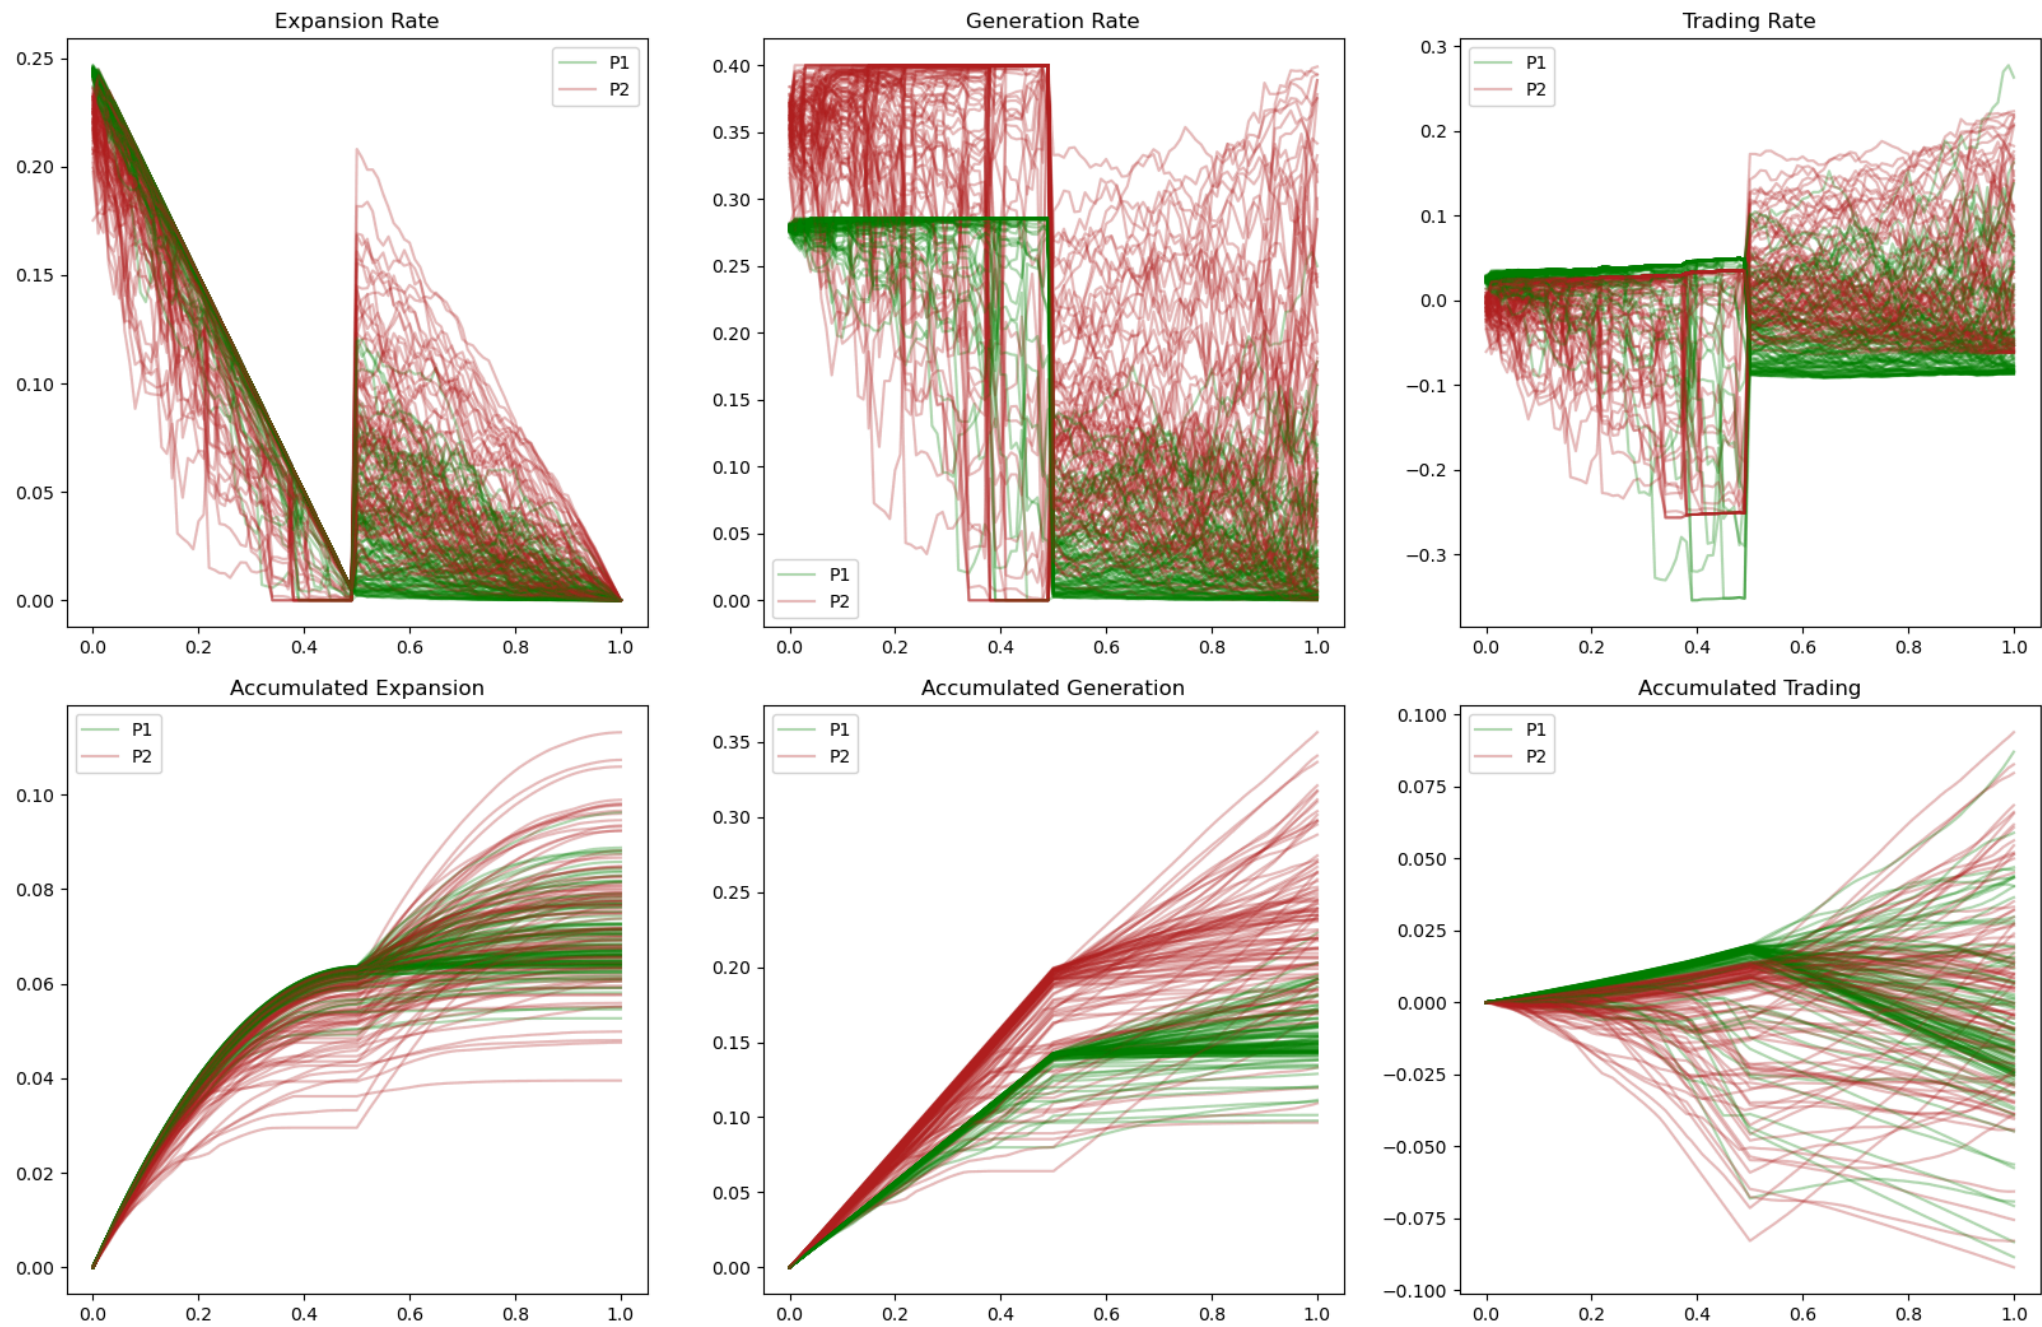 Expansion Rate
0.25
0.20
0.15
0.10
0.05
0.00
P1
P2
0.0 0.2 0.4 0.6 0.8 1.0
Generation Rate
0.40
0.35
0.30
0.25
0.20
0.15
0.10
0.05
0.00
P1
P2
0.0 0.2 0.4 0.6 0.8 1.0
Trading Rate
0.3
0.2
0.1
0.0
−0.1
−0.2
−0.3
P1
P2
0.0 0.2 0.4 0.6 0.8 1.0
Accumulated Expansion
0.10
0.08
0.06
0.04
0.02
0.00
P1
P2
0.0 0.2 0.4 0.6 0.8 1.0
Accumulated Generation
0.35
0.30
0.25
0.20
0.15
0.10
0.05
0.00
P1
P2
0.0 0.2 0.4 0.6 0.8 1.0
Accumulated Trading
0.100
0.075
0.050
0.025
0.000
−0.025
−0.050
−0.075
−0.100
P1
P2
0.0 0.2 0.4 0.6 0.8 1.0